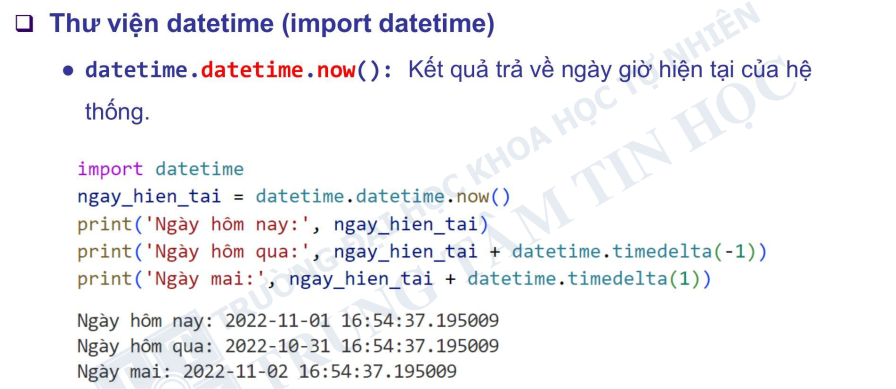 Thư viện datetime (import datetime)
datetime.datetime.now(): Kết quả trả về ngày giờ hiện tại của hệ
thống.
import datetime
ngay_hien_tai = datetime.datetime.now()
print('Ngày hôm nay:', ngay_hien_tai)
print('Ngày hôm qua:', ngay_hien_tai + datetime.timedelta(-1))
print('Ngày mai:', ngay_hien_tai + datetime.timedelta(1))
Ngày hôm nay: 2022-11-01 16:54:37.195009
Ngày hôm qua: 2022-10-31 16:54:37.195009
Ngày mai: 2022-11-02 16:54:37.195009
TRƯỜNG ĐẠI HỌC KHOA HỌC TỰ NHIÊN
TRUNG TÂM TIN HỌC